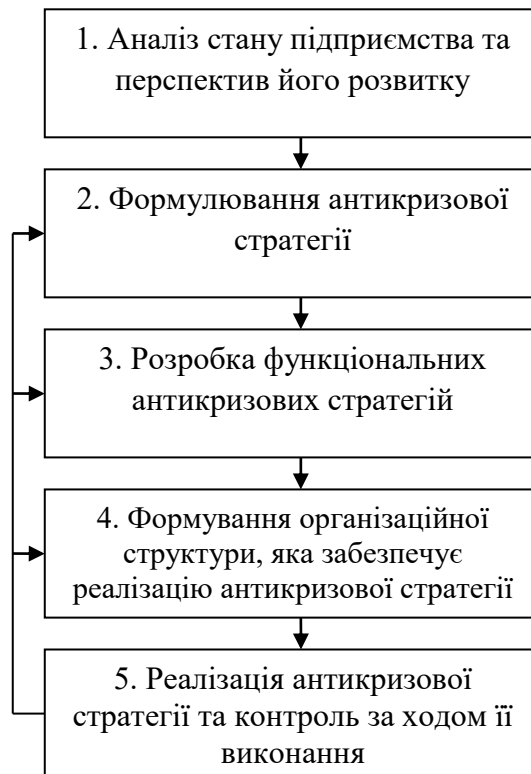 1. Аналіз стану підприємства та
перспектив його розвитку
2. Формулювання антикризової
стратегії
3. Розробка функціональних
антикризових стратегій
4. Формування організаційної
структури, яка забезпечує
реалізацію антикризової стратегії
5. Реалізація антикризової
стратегії та контроль за ходом її
виконання